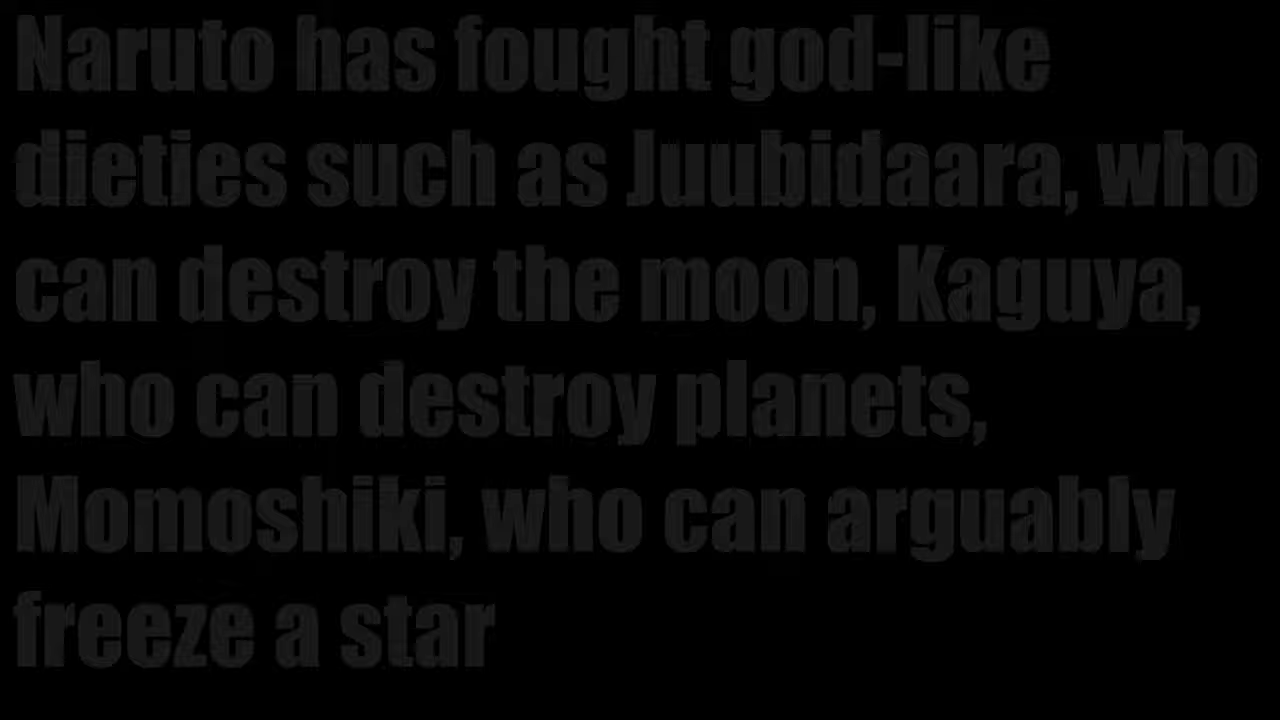 Naruto has fought god-like
dieties such as Juubidaara, who
can destroy the moon, Kaguya,
who can destroy planets,
Momoshiki, who can arguably
freeze a star